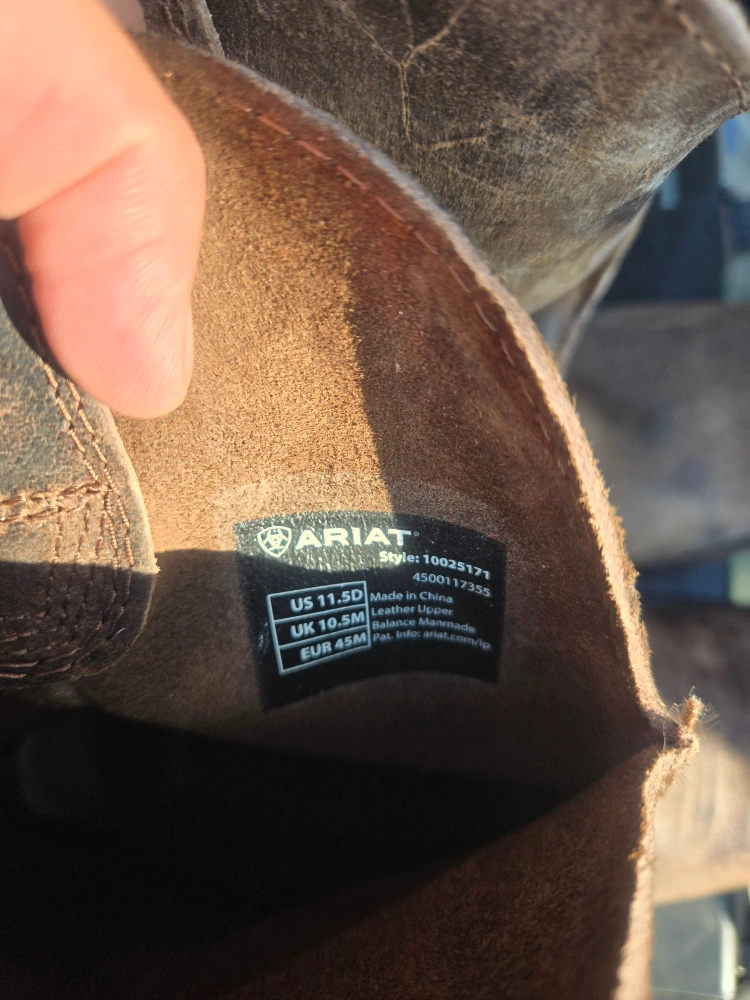 ARIAT
Style: 10025171
4500117355
US 11.5D
UK 10.5M
EUR 45M
Made in China
Leather Upper
Balance Manmade
Pat. Info: ariat.com/ip